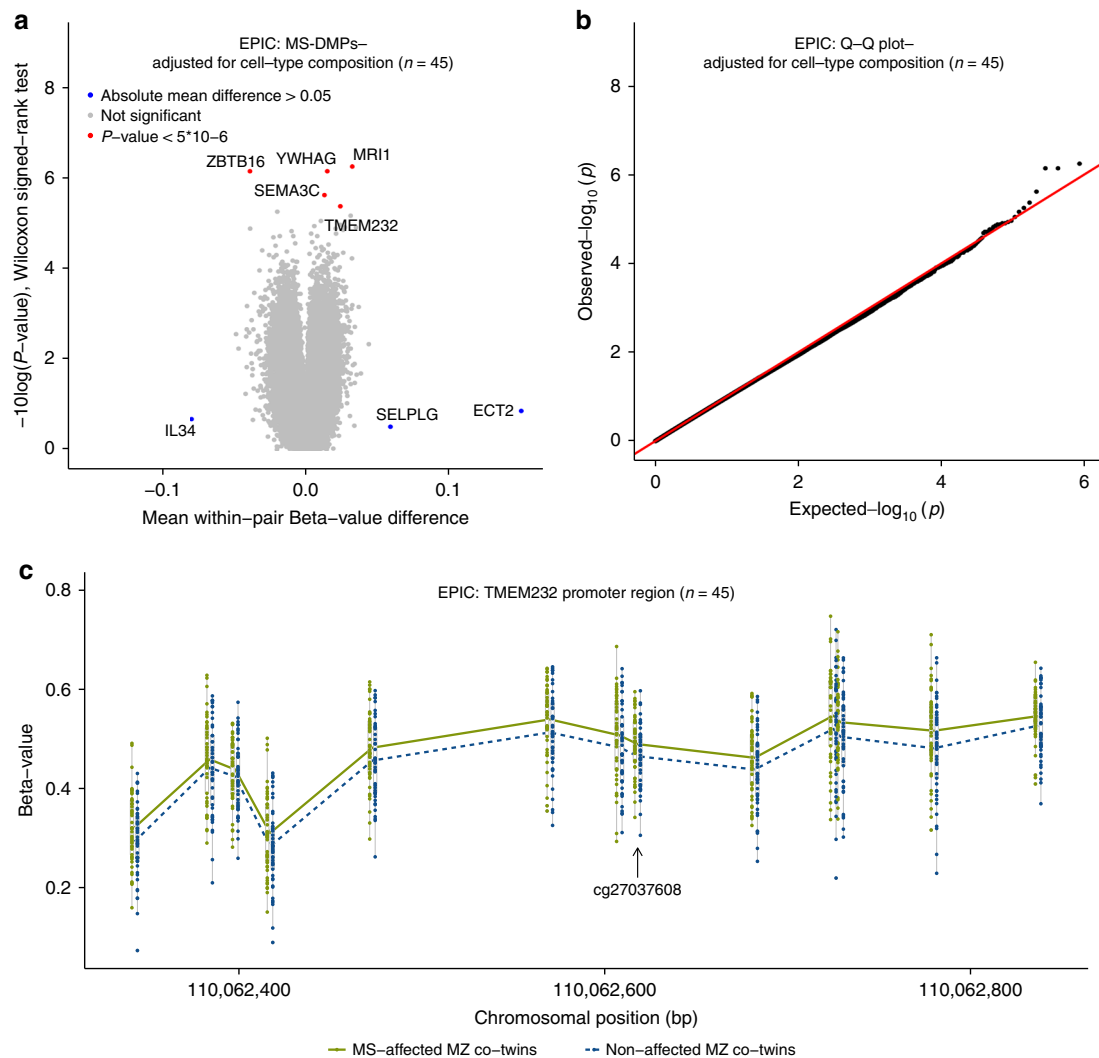 a
EPIC: MS-DMPs–
adjusted for cell–type composition (n = 45)
Absolute mean difference > 0.05
Not significant
P–value < 5*10–6
ZBTB16
YWHAG
MRI1
SEMA3C
TMEM232
IL34
SELPLG
ECT2
8
6
4
2
0
–10log(P–value), Wilcoxon signed–rank test
–0.1
0.0
0.1
Mean within–pair Beta–value difference
b
EPIC: Q–Q plot–
adjusted for cell–type composition (n = 45)
8
6
4
2
0
Observed–log10 (p)
0
2
4
6
Expected–log10 (p)
c
EPIC: TMEM232 promoter region (n = 45)
0.8
0.6
0.4
0.2
Beta–value
cg27037608
110,062,400
110,062,600
110,062,800
Chromosomal position (bp)
MS–affected MZ co–twins
Non–affected MZ co–twins